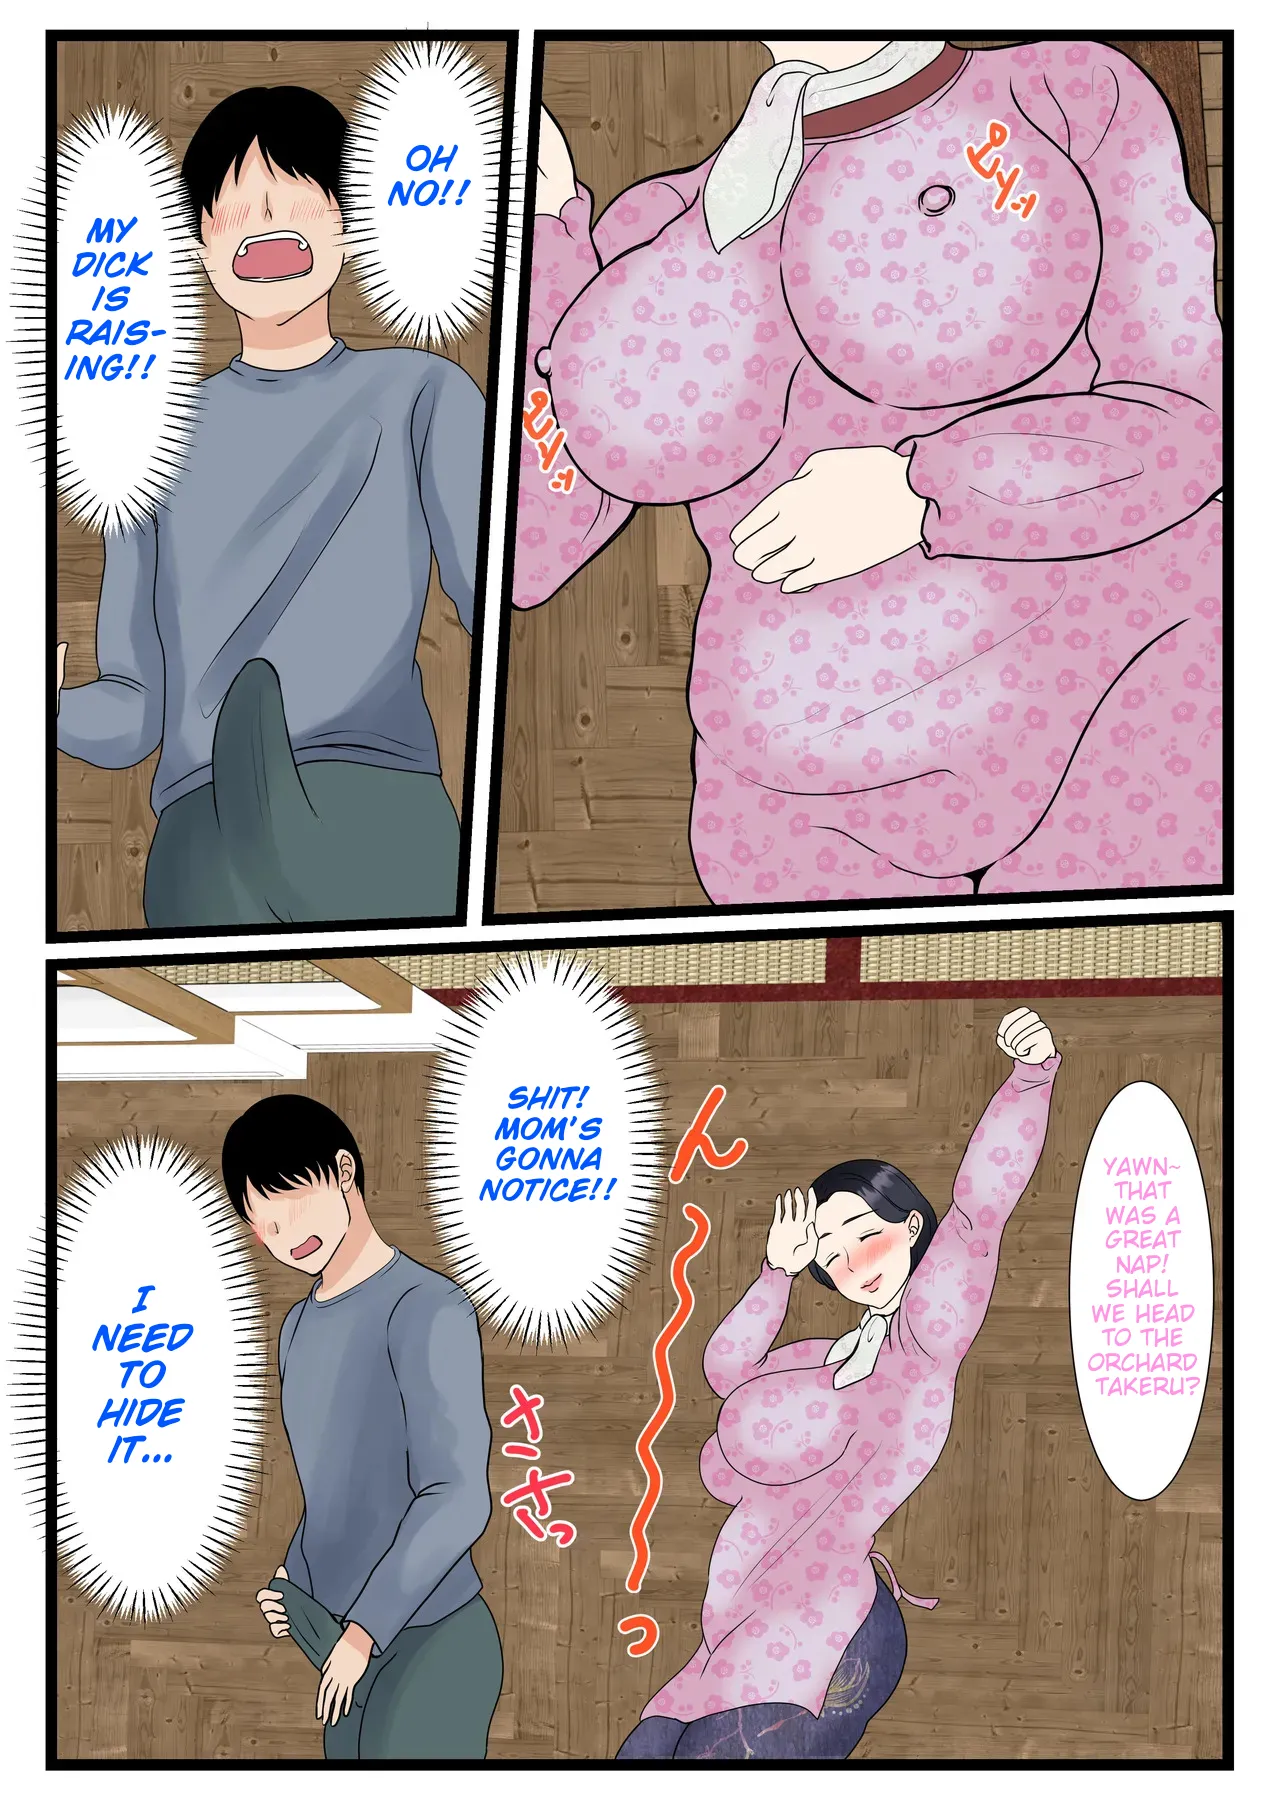 OH
NO!!
MY
DICK
IS
RAIS-
ING!!
SHIT!
MOM'S
GONNA
NOTICE!!
I
NEED
TO
HIDE
IT...
YAWN~
THAT
WAS A
GREAT
NAP!
SHALL
WE HEAD
TO THE
ORCHARD
TAKERU?
ん~~っ
ささっ